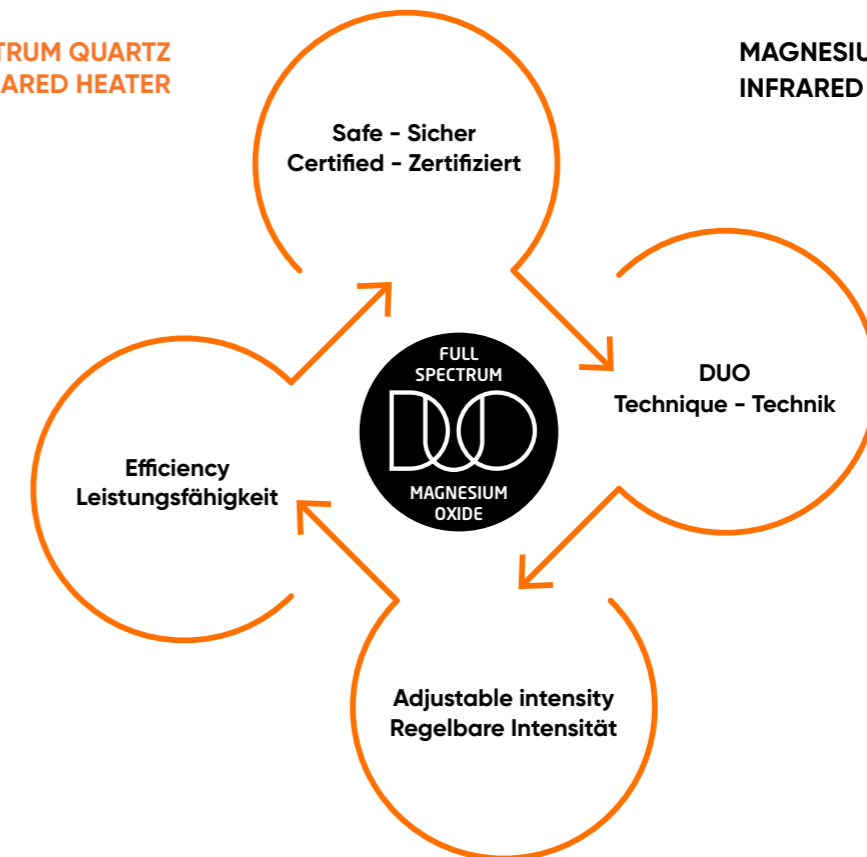 TRUM QUARTZ
ARED HEATER
MAGNESIU
INFRARED
Safe - Sicher
Certified - Zertifiziert
FULL
SPECTRUM
DUO
MAGNESIUM
OXIDE
DUO
Technique - Technik
Efficiency
Leistungsfähigkeit
Adjustable intensity
Regelbare Intensität